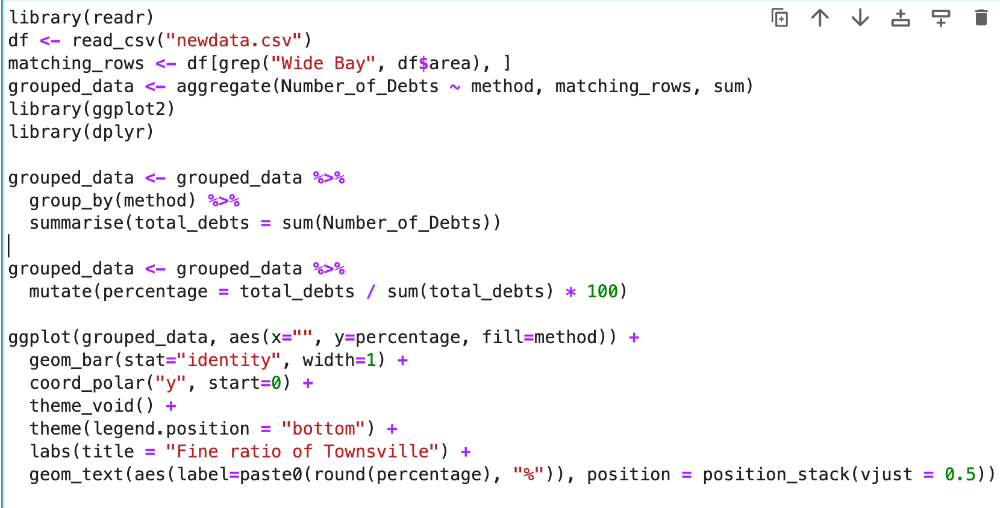 library(readr)
df <- read_csv("newdata.csv")
matching_rows <- df[grep("Wide Bay", df$area), ]
grouped_data <- aggregate(Number_of_Debts ~ method, matching_rows, sum)
library(ggplot2)
library(dplyr)

grouped_data <- grouped_data %>%
  group_by(method) %>%
  summarise(total_debts = sum(Number_of_Debts))

grouped_data <- grouped_data %>%
  mutate(percentage = total_debts / sum(total_debts) * 100)

ggplot(grouped_data, aes(x="", y=percentage, fill=method)) +
  geom_bar(stat="identity", width=1) +
  coord_polar("y", start=0) +
  theme_void() +
  theme(legend.position = "bottom") +
  labs(title = "Fine ratio of Townsville") +
  geom_text(aes(label=paste0(round(percentage), "%")), position = position_stack(vjust = 0.5))